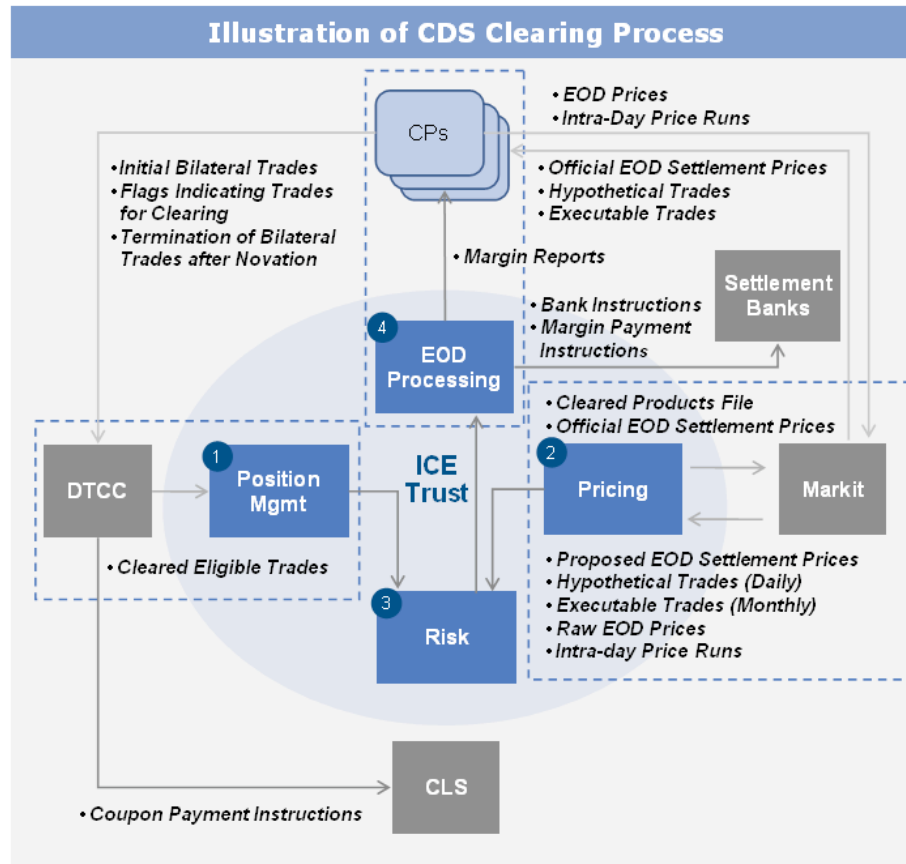 Illustration of CDS Clearing Process
CPs
• EOD Prices
• Intra-Day Price Runs
• Initial Bilateral Trades
• Flags Indicating Trades
for Clearing
• Termination of Bilateral
Trades after Novation
• Official EOD Settlement Prices
• Hypothetical Trades
• Executable Trades
• Margin Reports
Settlement
Banks
• Bank Instructions
• Margin Payment
Instructions
4
EOD
Processing
• Cleared Products File
• Official EOD Settlement Prices
DTCC
1
Position
Mgmt
ICE
Trust
2
Pricing
Markit
• Cleared Eligible Trades
• Proposed EOD Settlement Prices
• Hypothetical Trades (Daily)
• Executable Trades (Monthly)
• Raw EOD Prices
• Intra-day Price Runs
3
Risk
CLS
• Coupon Payment Instructions